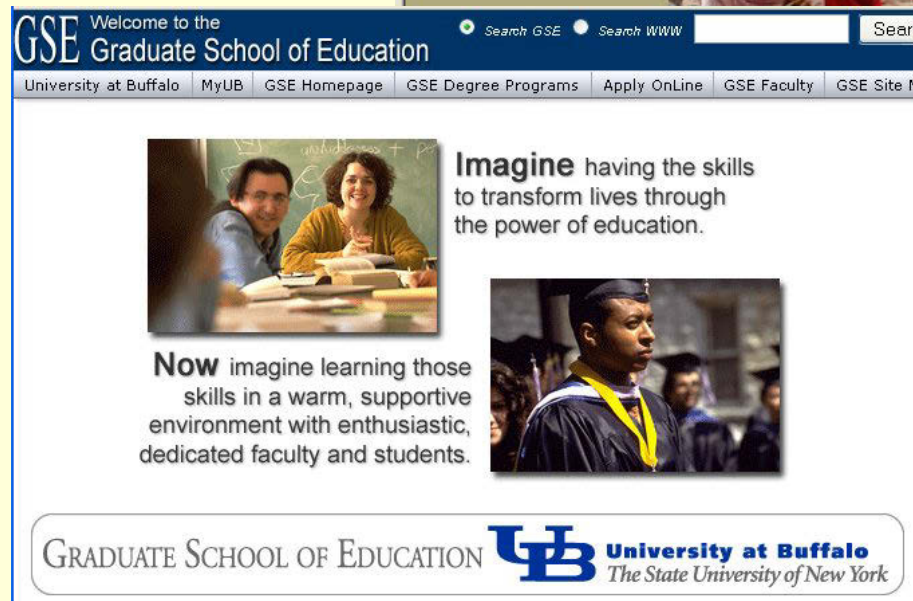 GSE Welcome to the
Graduate School of Education
Search GSE Search WWW
University at Buffalo MyUB GSE Homepage GSE Degree Programs Apply OnLine GSE Faculty GSE Site
Imagine having the skills
to transform lives through
the power of education.
Now imagine learning those
skills in a warm, supportive
environment with enthusiastic,
dedicated faculty and students.
GRADUATE SCHOOL OF EDUCATION UB University at Buffalo
The State University of New York